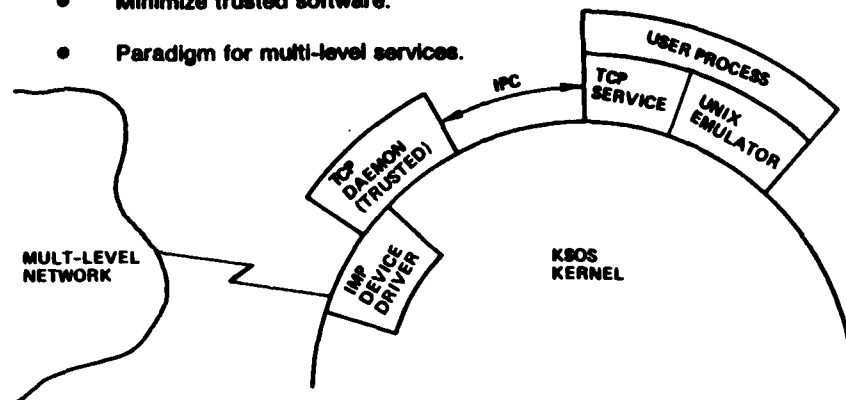 ● Minimize trusted software.
● Paradigm for multi-level services.
USER PROCESS
IPC
TCP
SERVICE
UNIX
EMULATOR
TCP
DAEMON
(TRUSTED)
IMP
DEVICE
DRIVER
MULT-LEVEL
NETWORK
KSOS
KERNEL